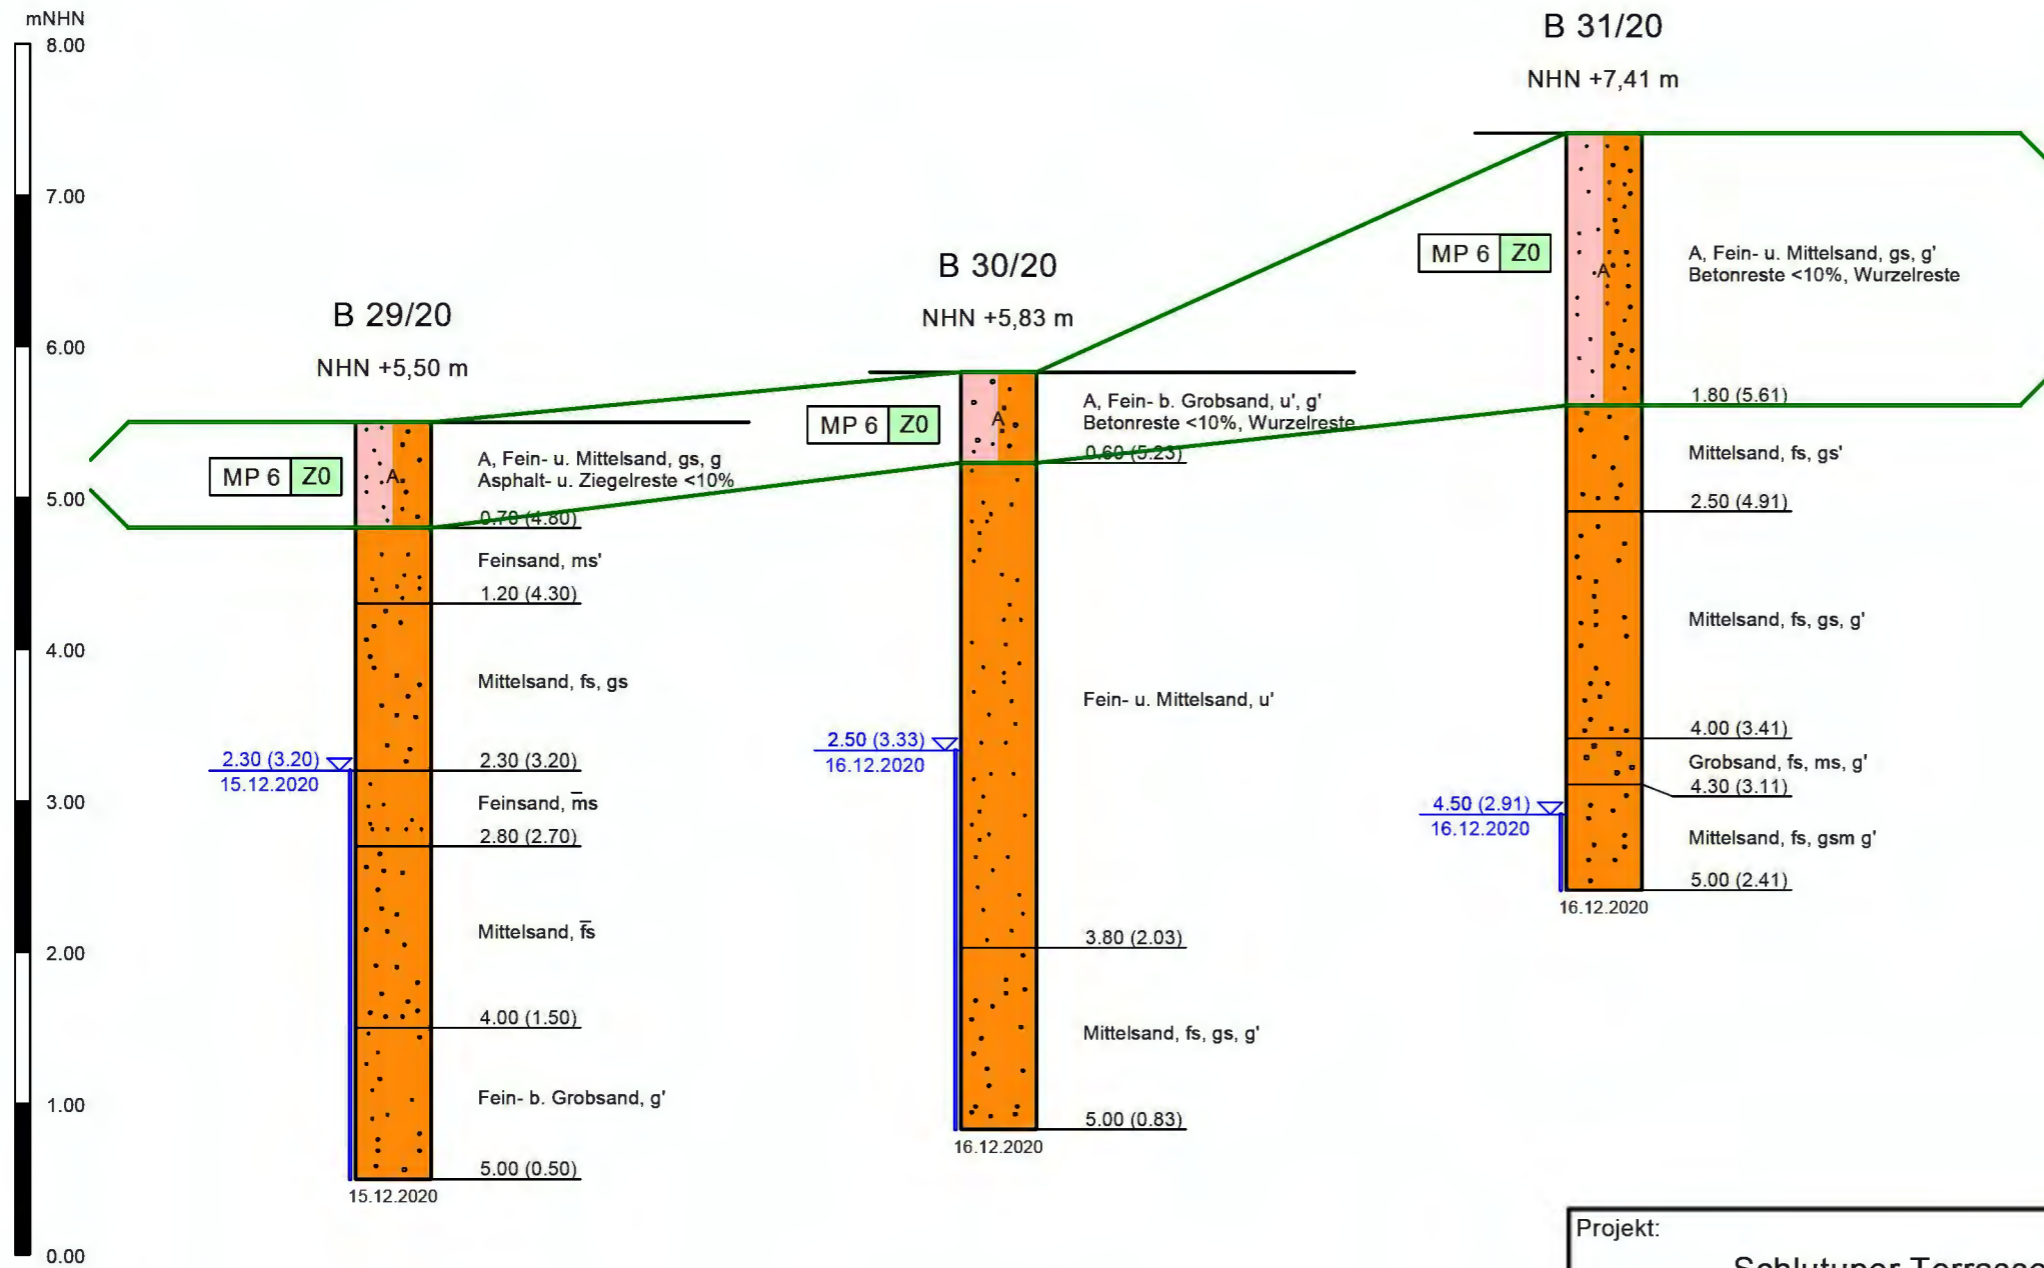 mNHN
8.00
7.00
6.00
5.00
4.00
3.00
2.00
1.00
0.00
B 29/20
NHN +5,50 m
MP 6 Z0
A
A, Fein- u. Mittelsand, gs, g
Asphalt- u. Ziegelreste <10%
0.70 (4.80)
Feinsand, ms'
1.20 (4.30)
Mittelsand, fs, gs
2.30 (3.20)
15.12.2020
2.30 (3.20)
Feinsand, m̅s
2.80 (2.70)
Mittelsand, f̅s
4.00 (1.50)
Fein- b. Grobsand, g'
5.00 (0.50)
15.12.2020
B 30/20
NHN +5,83 m
MP 6 Z0
A
A, Fein- b. Grobsand, u', g'
Betonreste <10%, Wurzelreste
0.60 (5.23)
Fein- u. Mittelsand, u'
2.50 (3.33)
16.12.2020
3.80 (2.03)
Mittelsand, fs, gs, g'
5.00 (0.83)
16.12.2020
B 31/20
NHN +7,41 m
MP 6 Z0
A
A, Fein- u. Mittelsand, gs, g'
Betonreste <10%, Wurzelreste
1.80 (5.61)
Mittelsand, fs, gs'
2.50 (4.91)
Mittelsand, fs, gs, g'
4.00 (3.41)
Grobsand, fs, ms, g'
4.30 (3.11)
4.50 (2.91)
16.12.2020
Mittelsand, fs, gsm g'
5.00 (2.41)
16.12.2020
Projekt: